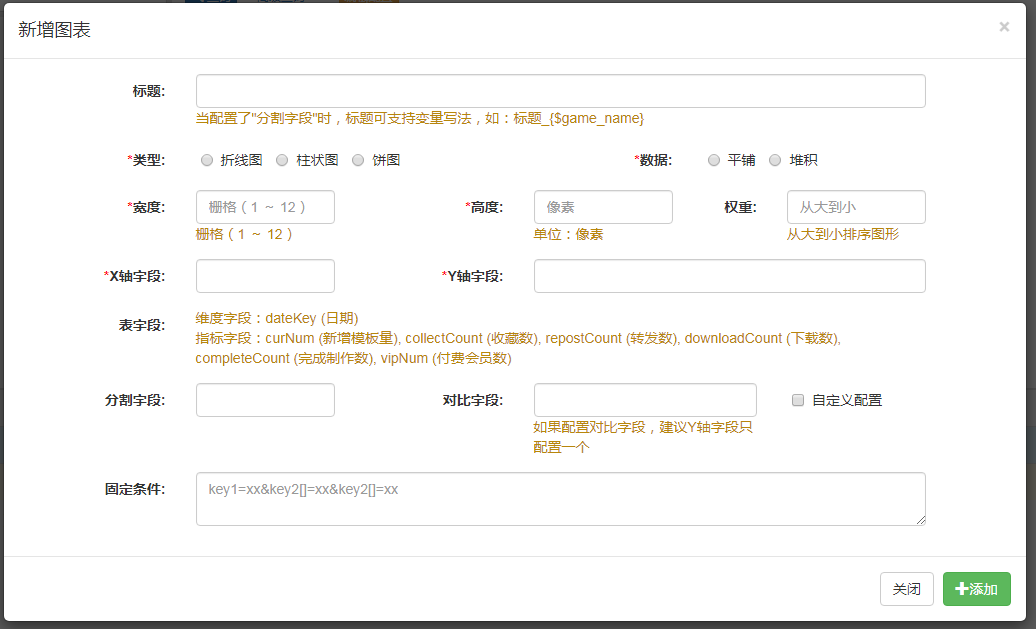 新增图表 ×
标题:
当配置了"分割字段"时，标题可支持变量写法，如：标题_{$game_name}
*类型: 折线图 柱状图 饼图 *数据: 平铺 堆积
*宽度: 栅格（1 ~ 12） *高度: 像素 权重: 从大到小
栅格（1 ~ 12） 单位：像素 从大到小排序图形
*X轴字段: *Y轴字段:
表字段: 维度字段：dateKey (日期)
指标字段：curNum (新增模板量), collectCount (收藏数), repostCount (转发数), downloadCount (下载数),
completeCount (完成制作数), vipNum (付费会员数)
分割字段: 对比字段: 自定义配置
如果配置对比字段，建议Y轴字段只
配置一个
固定条件: key1=xx&key2[]=xx&key2[]=xx
关闭 添加